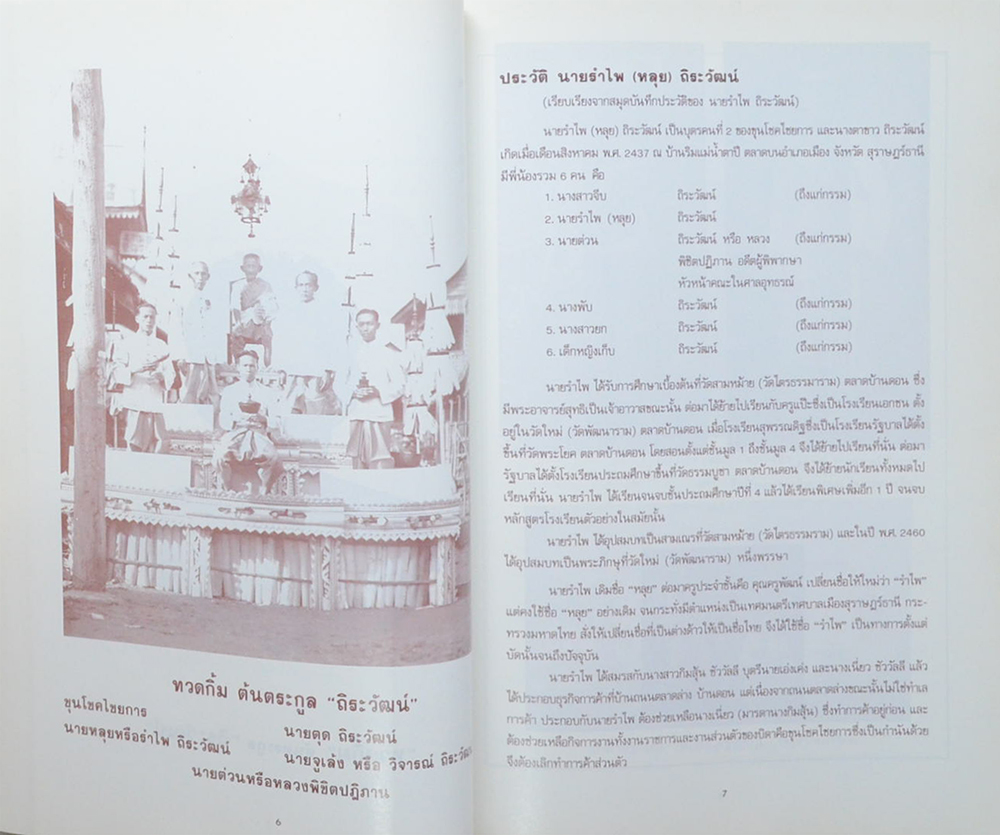 ทวดกิ้ม ต้นตระกูล “ถิระวัฒน์”
ขุนโชคไชยการ
นายดุด ถิระวัฒน์
นายหลุยหรือรำไพ ถิระวัฒน์
นายจูเล้ง หรือ วิจารณ์ ถิระวัฒน
นายต่วนหรือหลวงพิชิตปฏิภาน
6
ประวัติ นายรำไพ (หลุย) ถิระวัฒน์
(เรียบเรียงจากสมุดบันทึกประวัติของ นายรำไพ ถิระวัฒน์)
นายรำไพ (หลุย) ถิระวัฒน์ เป็นบุตรคนที่ 2 ของขุนโชคไชยการ และนางตาขาว ถิระวัฒน์
เกิดเมื่อเดือนสิงหาคม พ.ศ. 2437 ณ บ้านริมแม่น้ำตาปี ตลาดบนอำเภอเมือง จังหวัด สุราษฎร์ธานี
มีพี่น้องรวม 6 คน คือ
1. นางสาวจีบ ถิระวัฒน์ (ถึงแก่กรรม)
2. นายรำไพ (หลุย) ถิระวัฒน์
3. นายต่วน ถิระวัฒน์ หรือ หลวง (ถึงแก่กรรม)
พิชิตปฏิภาน อดีตผู้พิพากษา
หัวหน้าคณะในศาลอุทธรณ์
4. นางพับ ถิระวัฒน์ (ถึงแก่กรรม)
5. นางสาวยก ถิระวัฒน์ (ถึงแก่กรรม)
6. เด็กหญิงเก็บ ถิระวัฒน์ (ถึงแก่กรรม)
นายรำไพ ได้รับการศึกษาเบื้องต้นที่วัดสามหม้าย (วัดไตรธรรมาราม) ตลาดบ้านดอน ซึ่ง
มีพระอาจารย์สุทธิเป็นเจ้าอาวาสขณะนั้น ต่อมาได้ย้ายไปเรียนกับครูแป๊ะซึ่งเป็นโรงเรียนเอกชน ตั้ง
อยู่ในวัดใหม่ (วัดพัฒนาราม) ตลาดบ้านดอน เมื่อโรงเรียนสุพรรณดิฐซึ่งเป็นโรงเรียนรัฐบาลได้ตั้ง
ขึ้นที่วัดพระโยค ตลาดบ้านดอน โดยสอนตั้งแต่ชั้นมูล 1 ถึงชั้นมูล 4 จึงได้ย้ายไปเรียนที่นั่น ต่อมา
รัฐบาลได้ตั้งโรงเรียนประถมศึกษาขึ้นที่วัดธรรมบูชา ตลาดบ้านดอน จึงได้ย้ายนักเรียนทั้งหมดไป
เรียนที่นั่น นายรำไพ ได้เรียนจนจบชั้นประถมศึกษาปีที่ 4 แล้วได้เรียนพิเศษเพิ่มอีก 1 ปี จนจบ
หลักสูตรโรงเรียนตัวอย่างในสมัยนั้น
นายรำไพ ได้อุปสมบทเป็นสามเณรที่วัดสามหม้าย (วัดไตรธรรมราม) และในปี พ.ศ. 2460
ได้อุปสมบทเป็นพระภิกษุที่วัดใหม่ (วัดพัฒนาราม) หนึ่งพรรษา
นายรำไพ เดิมชื่อ “หลุย” ต่อมาครูประจำชั้นคือ คุณครูพัฒน์ เปลี่ยนชื่อให้ใหม่ว่า “รำไพ”
แต่คงใช้ชื่อ “หลุย” อย่างเดิม จนกระทั่งมีตำแหน่งเป็นเทศมนตรีเทศบาลเมืองสุราษฎร์ธานี กระ-
ทรวงมหาดไทย สั่งให้เปลี่ยนชื่อที่เป็นต่างด้าวให้เป็นชื่อไทย จึงได้ใช้ชื่อ “รำไพ” เป็นทางการตั้งแต่
บัดนั้นจนถึงปัจจุบัน
นายรำไพ ได้สมรสกับนางสาวกิมสุ้น ชัววัลลี บุตรีนายเอ่งเค่ง และนางเนี่ยว ชัววัลลี แล้ว
ได้ประกอบธุรกิจการค้าที่บ้านถนนตลาดล่าง บ้านดอน แต่เนื่องจากถนนตลาดล่างขณะนั้นไม่ใช่ทำเล
การค้า ประกอบกับนายรำไพ ต้องช่วยเหลือนางเนี่ยว (มารดานางกิมสุ้น) ซึ่งทำการค้าอยู่ก่อน และ
ต้องช่วยเหลือกิจการงานทั้งงานราชการและงานส่วนตัวของบิดาคือขุนโชคไชยการซึ่งเป็นกำนันด้วย
จึงต้องเลิกทำการค้าส่วนตัว
7